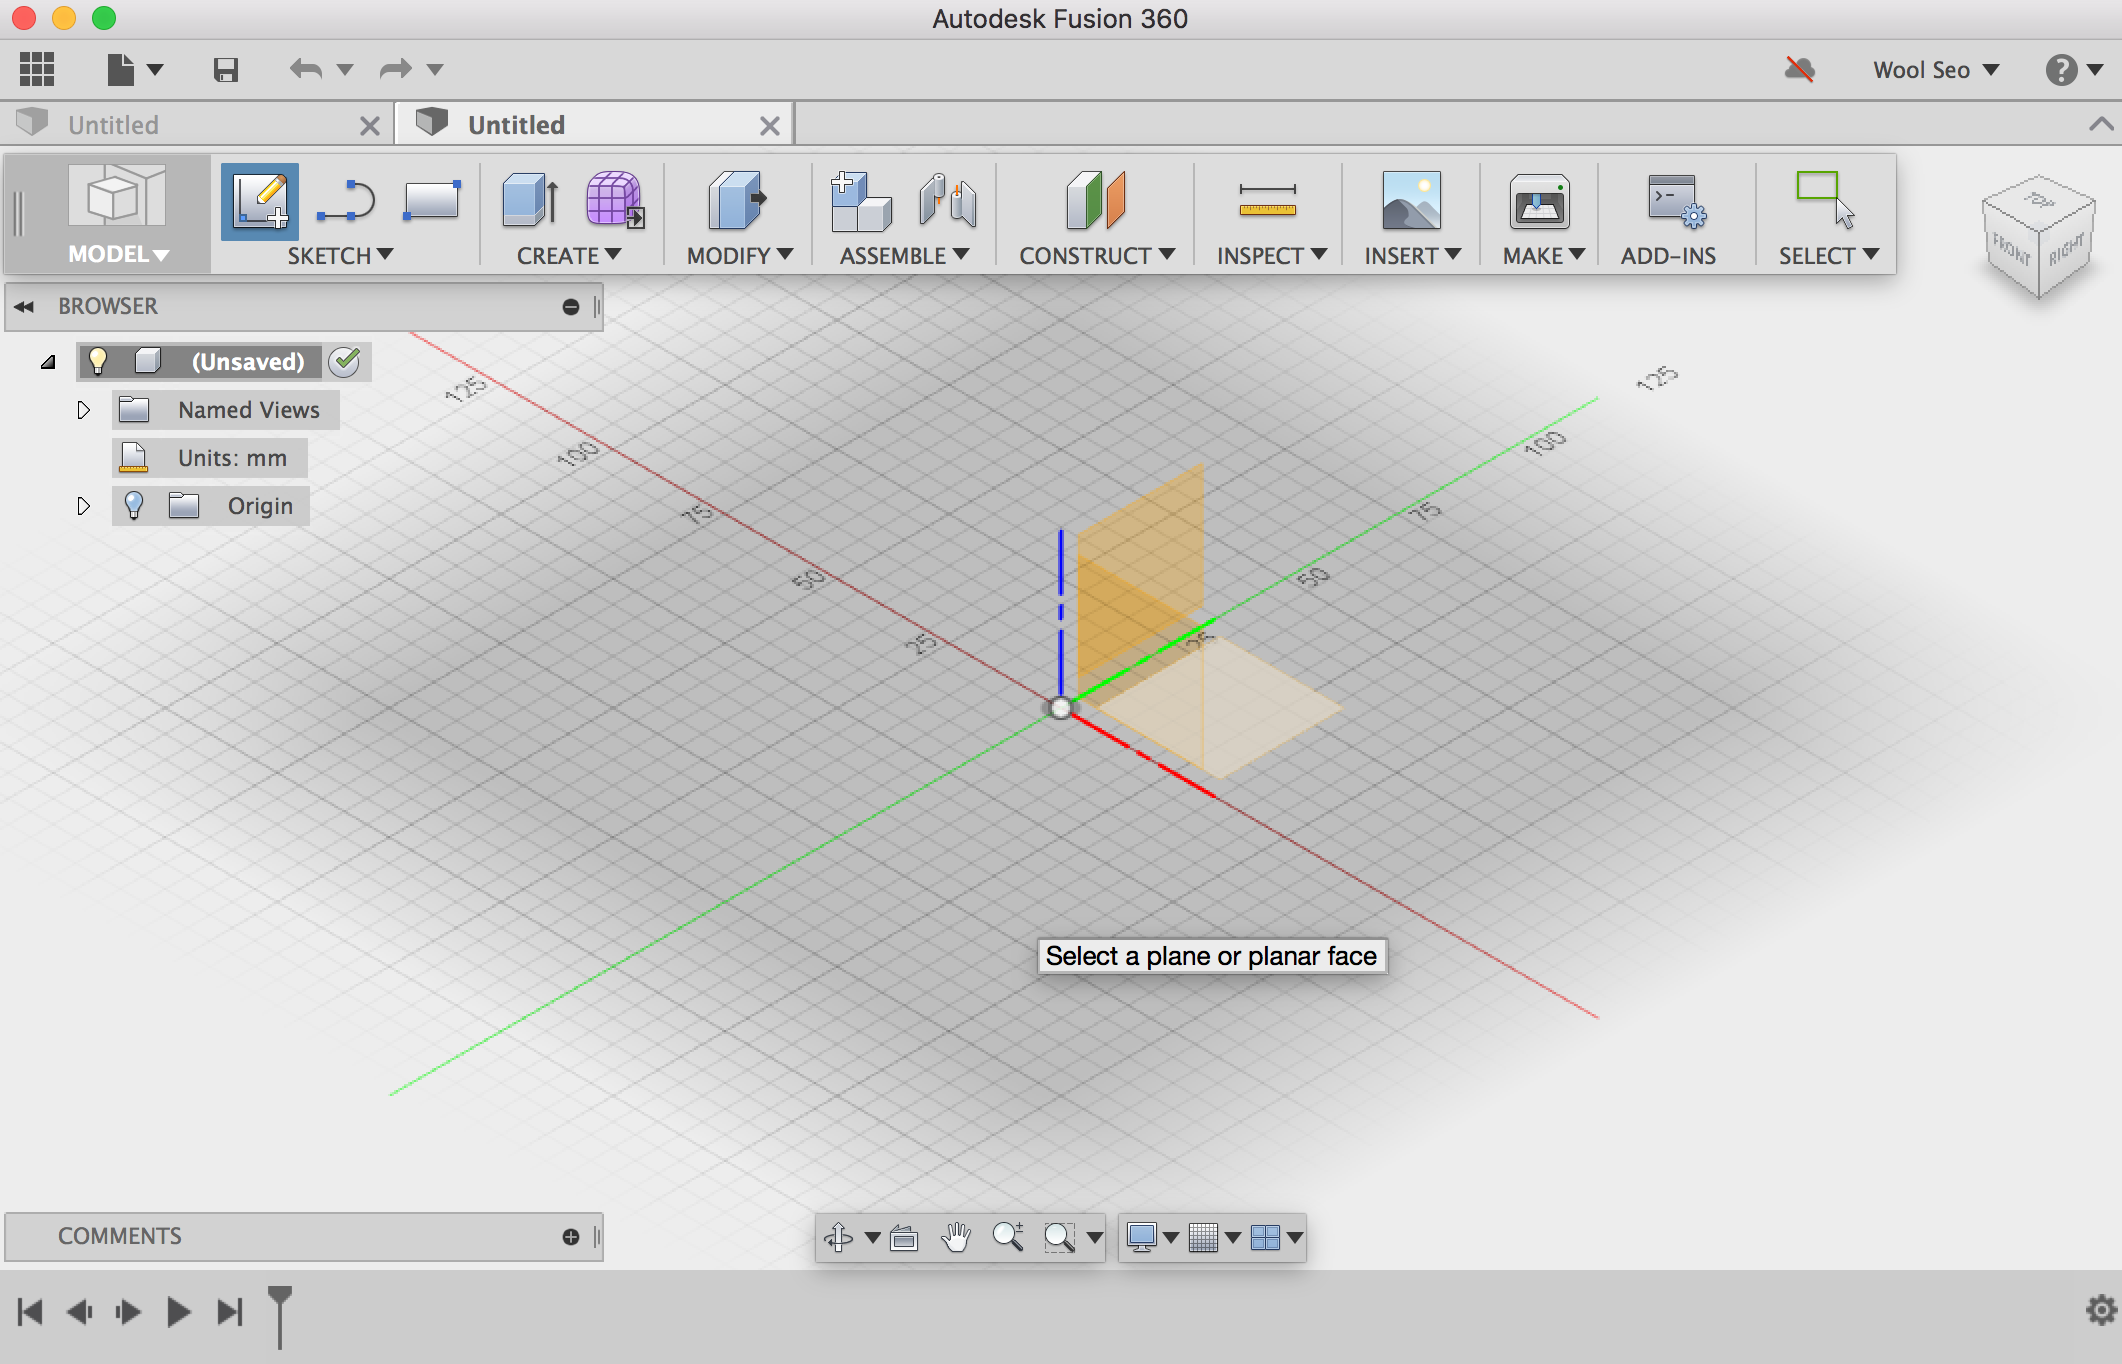 Autodesk Fusion 360
Wool Seo
?
Untitled
Untitled
MODEL
SKETCH
CREATE
MODIFY
ASSEMBLE
CONSTRUCT
INSPECT
INSERT
MAKE
ADD-INS
SELECT
TOP
FRONT
RIGHT
BROWSER
(Unsaved)
Named Views
Units: mm
Origin
125
100
75
50
25
125
100
75
50
25
Select a plane or planar face
COMMENTS